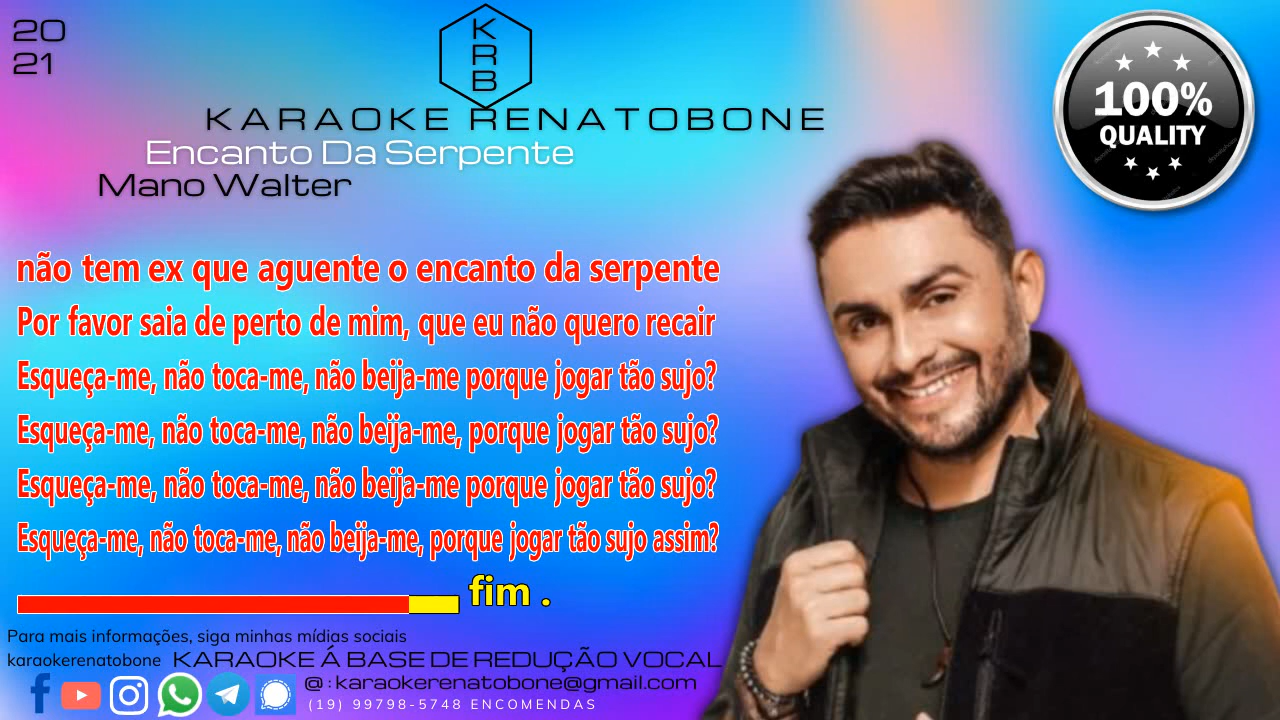 20
21
K
R
B
KARAOKE RENATOBONE
Encanto Da Serpente
Mano Walter
100%
QUALITY
não tem ex que aguente o encanto da serpente
Por favor saia de perto de mim, que eu não quero recair
Esqueça-me, não toca-me, não beija-me porque jogar tão sujo?
Esqueça-me, não toca-me, não beija-me, porque jogar tão sujo?
Esqueça-me, não toca-me, não beija-me porque jogar tão sujo?
Esqueça-me, não toca-me, não beija-me, porque jogar tão sujo assim?
fim .
Para mais informações, siga minhas mídias sociais
karaokerenatobone KARAOKE Á BASE DE REDUÇÃO VOCAL
@ : karaokerenatobone@gmail.com
(19) 99798-5748 ENCOMENDAS